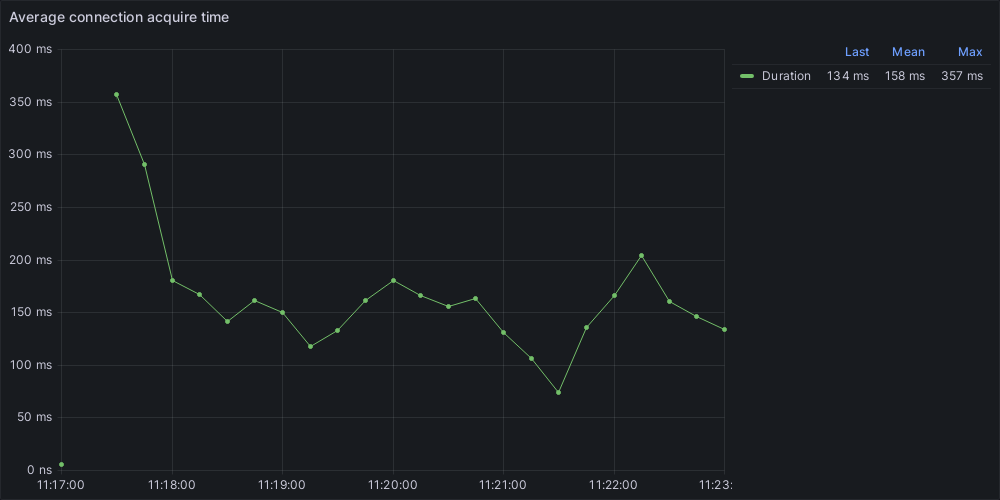 Average connection acquire time
400 ms
350 ms
300 ms
250 ms
200 ms
150 ms
100 ms
50 ms
0 ns
11:17:00 11:18:00 11:19:00 11:20:00 11:21:00 11:22:00 11:23:
Last Mean Max
Duration 134 ms 158 ms 357 ms